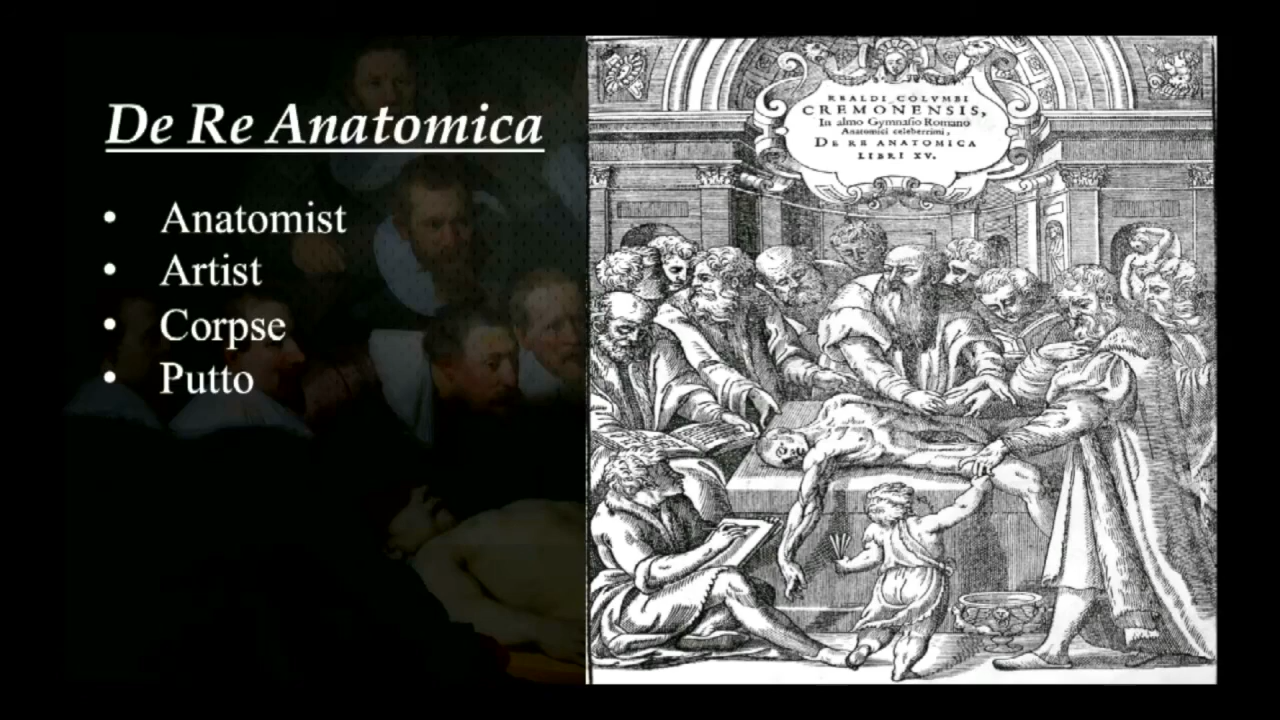 De Re Anatomica
• Anatomist
• Artist
• Corpse
• Putto
REALDI COLVMBI
CREMONENSIS,
In almo Gymnasio Romano
Anatomici celeberrimi,
DE RE ANATOMICA
LIBRI XV.